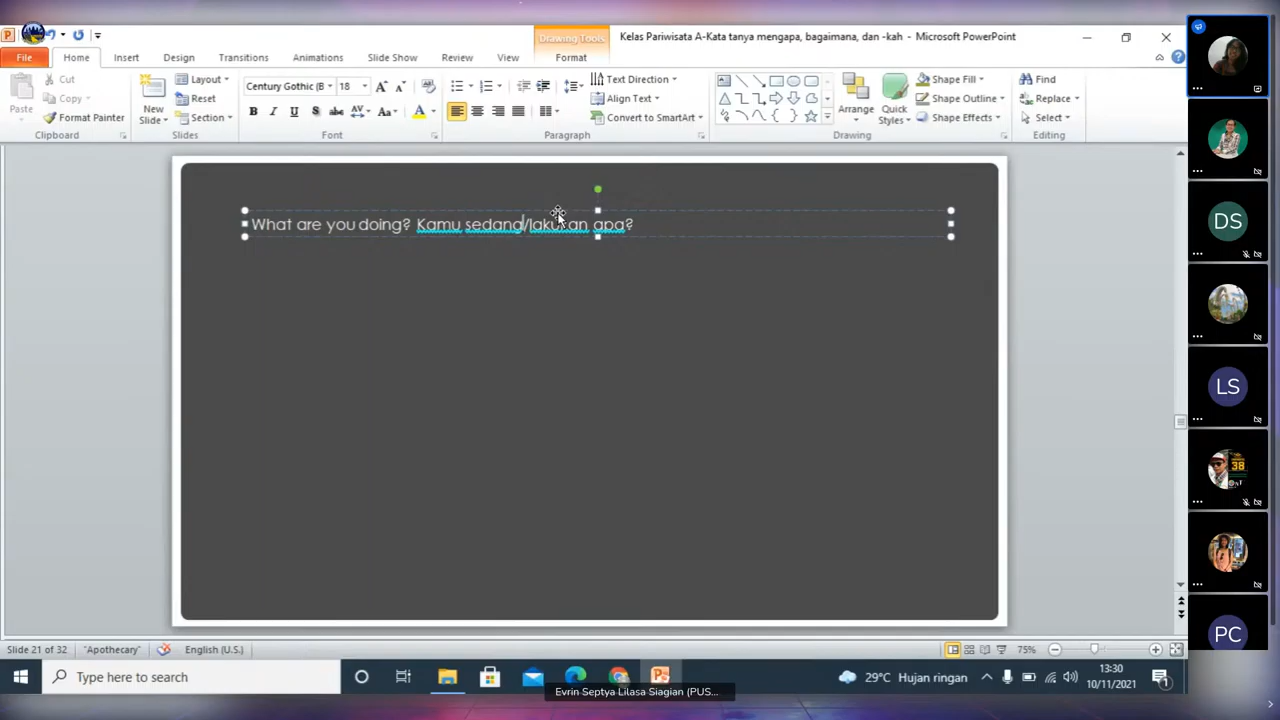 Drawing Tools
Kelas Pariwisata A-Kata tanya mengapa, bagaimana, dan -kah - Microsoft PowerPoint
File Home Insert Design Transitions Animations Slide Show Review View Format
Paste Cut Copy Format Painter Clipboard
New Slide Layout Reset Section Slides
Century Gothic (B 18 Font
Text Direction Align Text Convert to SmartArt Paragraph
Arrange Quick Styles Shape Fill Shape Outline Shape Effects Drawing
Find Replace Select Editing
What are you doing? Kamu sedang/lakukan apa?
DS
LS
38
PC
Slide 21 of 32 "Apothecary" English (U.S.) 75%
Type here to search
29°C Hujan ringan
13:30
10/11/2021
Evrin Septya Lilasa Siagian (PUS...